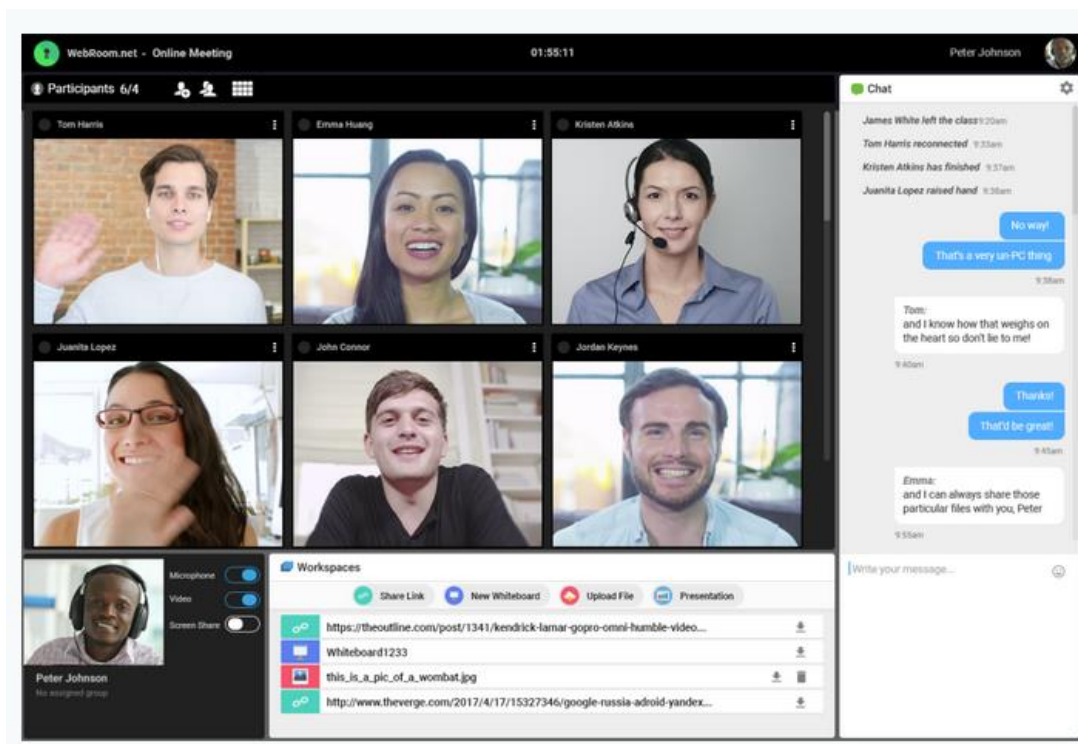 WebRoom.net - Online Meeting
01:55:11
Peter Johnson
Participants 6/4
Tom Harris
Emma Huang
Kristen Atkins
Juanita Lopez
John Connor
Jordan Keynes
Chat
James White left the class 9:20am
Tom Harris reconnected 9:33am
Kristen Atkins has finished 9:37am
Juanita Lopez raised hand 9:38am
No way!
That's a very un-PC thing
9:38am
Tom:
and I know how that weighs on
the heart so don't lie to me!
9:40am
Thanks!
That'd be great!
9:45am
Emma:
and I can always share those
particular files with you, Peter
9:55am
Write your message...
Microphone
Video
Screen Share
Peter Johnson
No assigned group
Workspaces
Share Link
New Whiteboard
Upload File
Presentation
https://theoutline.com/post/1341/kendrick-lamar-gopro-omni-humble-video...
Whiteboard1233
this_is_a_pic_of_a_wombat.jpg
http://www.theverge.com/2017/4/17/15327346/google-russia-adroid-yandex...